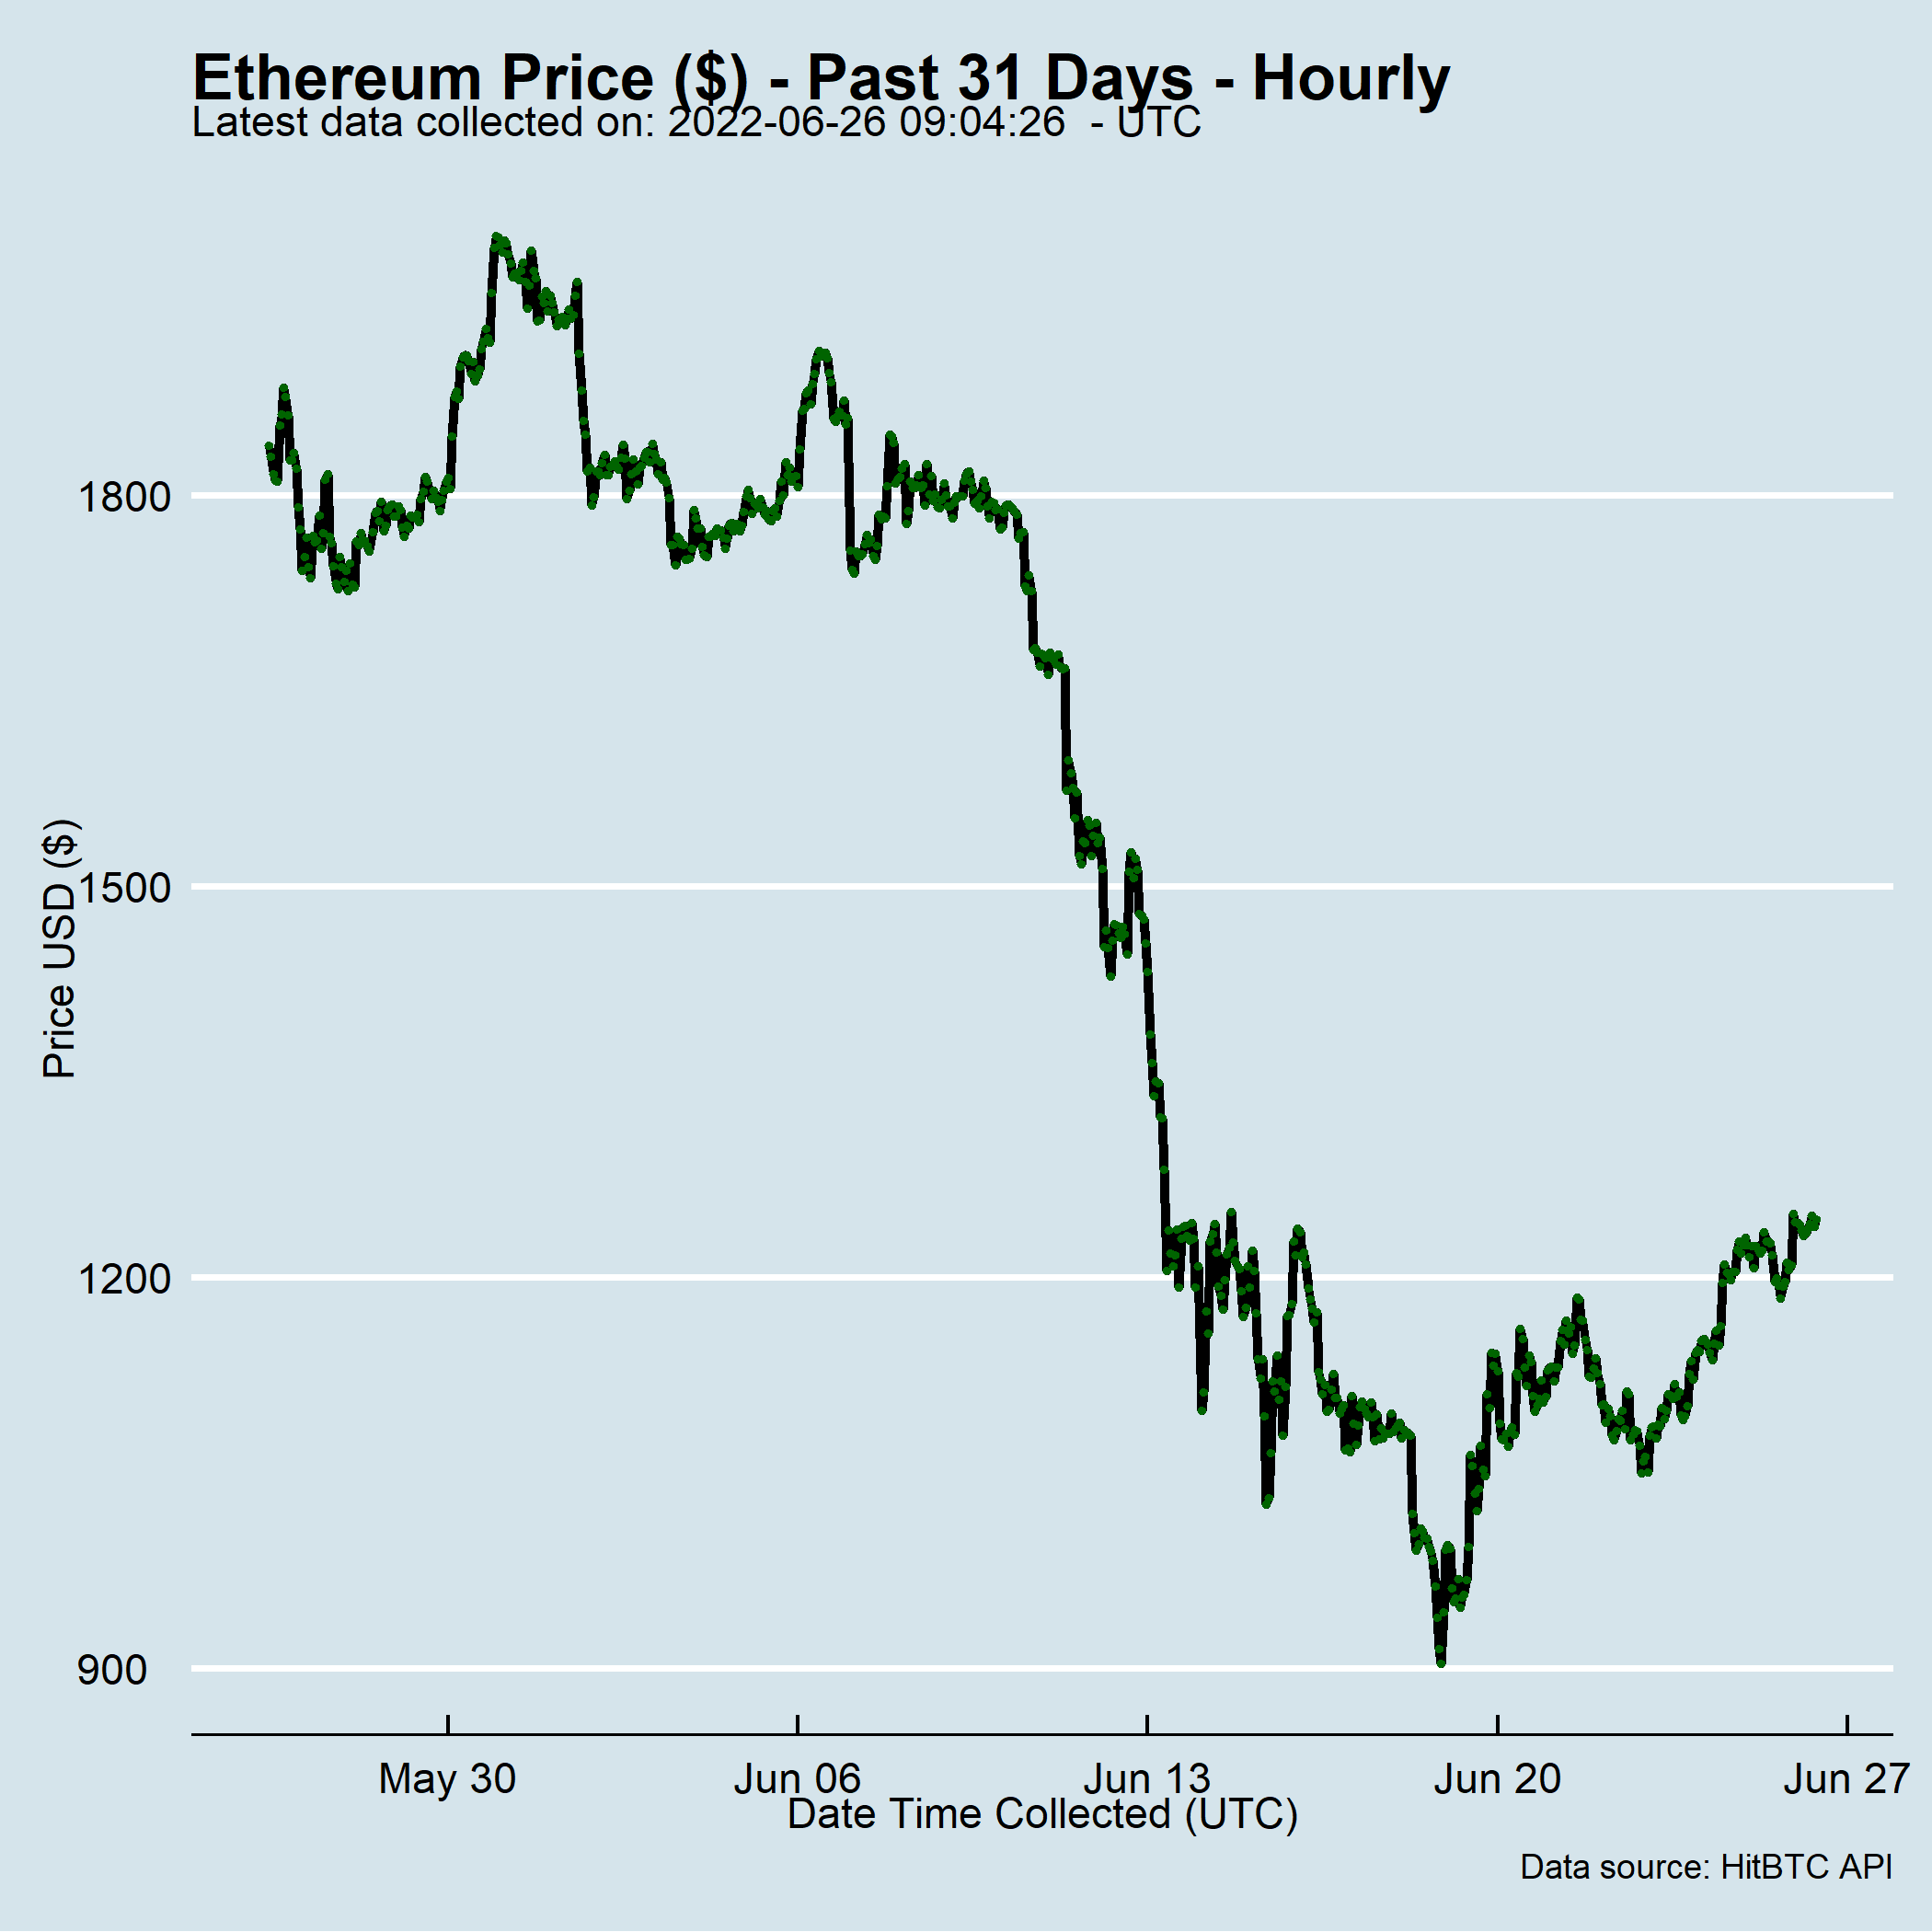 Ethereum Price ($) - Past 31 Days - Hourly
Latest data collected on: 2022-06-26 09:04:26  - UTC
Price USD ($)
1800
1500
1200
900
May 30
Jun 06
Jun 13
Jun 20
Jun 27
Date Time Collected (UTC)
Data source: HitBTC API